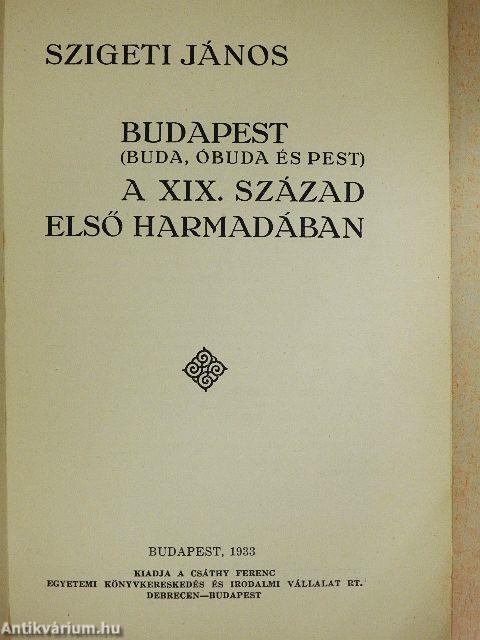 SZIGETI JÁNOS
BUDAPEST
(BUDA, ÓBUDA ÉS PEST)
A XIX. SZÁZAD
ELSŐ HARMADÁBAN
BUDAPEST, 1933
KIADJA A CSÁTHY FERENC
EGYETEMI KÖNYVKERESKEDÉS ÉS IRODALMI VÁLLALAT RT.
DEBRECEN—BUDAPEST
Antikvárium.hu